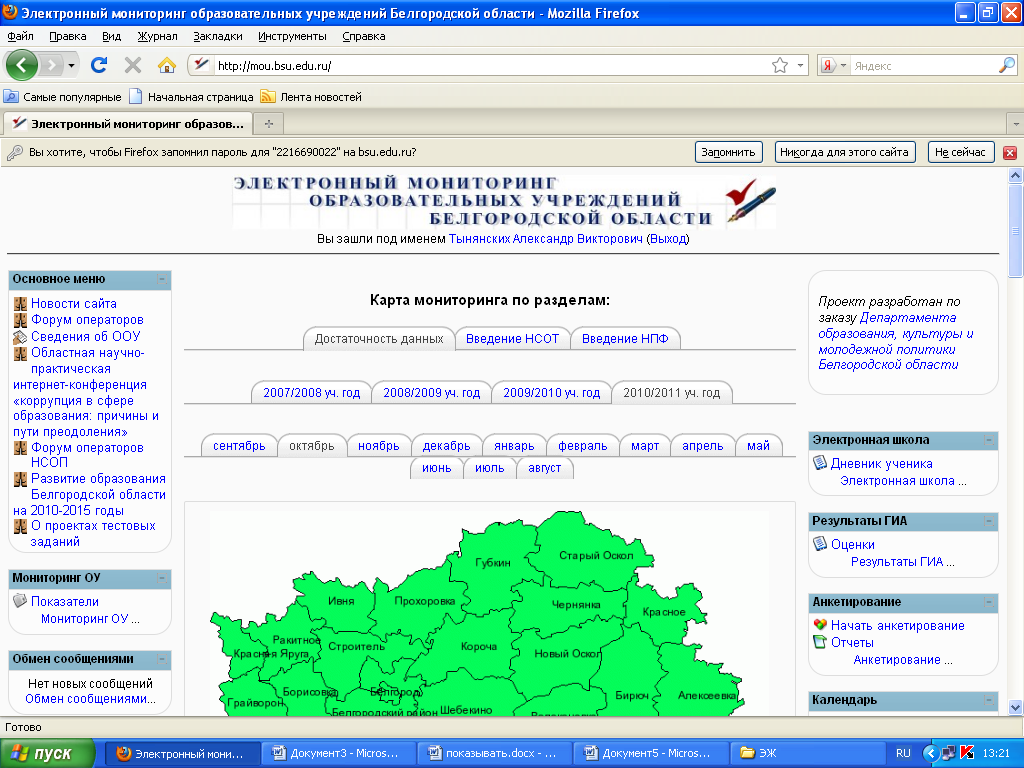 Электронный мониторинг образовательных учреждений Белгородской области - Mozilla Firefox
Файл Правка Вид Журнал Закладки Инструменты Справка
http://mou.bsu.edu.ru/
Яндекс
Самые популярные Начальная страница Лента новостей
Электронный мониторинг образов...
Вы хотите, чтобы Firefox запомнил пароль для "2216690022" на bsu.edu.ru? Запомнить Никогда для этого сайта Не сейчас
ЭЛЕКТРОННЫЙ МОНИТОРИНГ
ОБРАЗОВАТЕЛЬНЫХ УЧРЕЖДЕНИЙ
БЕЛГОРОДСКОЙ ОБЛАСТИ
Вы зашли под именем Тынянских Александр Викторович (Выход)
Основное меню
Новости сайта
Форум операторов
Сведения об ООУ
Областная научно-
практическая
интернет-конференция
«коррупция в сфере
образования: причины и
пути преодоления»
Форум операторов
НСОП
Развитие образования
Белгородской области
на 2010-2015 годы
О проектах тестовых
заданий
Мониторинг ОУ
Показатели
Мониторинг ОУ ...
Обмен сообщениями
Нет новых сообщений
Обмен сообщениями...
Карта мониторинга по разделам:
Достаточность данных Введение НСОТ Введение НПФ
2007/2008 уч. год 2008/2009 уч. год 2009/2010 уч. год 2010/2011 уч. год
сентябрь октябрь ноябрь декабрь январь февраль март апрель май
июнь июль август
Губкин
Старый Оскол
Ивня
Прохоровка
Чернянка
Красное
Ракитное
Строитель
Короча
Красная Яруга
Новый Оскол
Борисовка
Белгород
Бирюч
Алексеевка
Грайворон
Шебекино
Белгородский район
Проект разработан по
заказу Департамента
образования, культуры и
молодежной политики
Белгородской области
Электронная школа
Дневник ученика
Электронная школа ...
Результаты ГИА
Оценки
Результаты ГИА ...
Анкетирование
Начать анкетирование
Отчеты
Анкетирование ...
Календарь
Готово
пуск Электронный мони... Документ3 - Micros... показывать.docx - ... Документ5 - Micros... ЭЖ RU 13:21